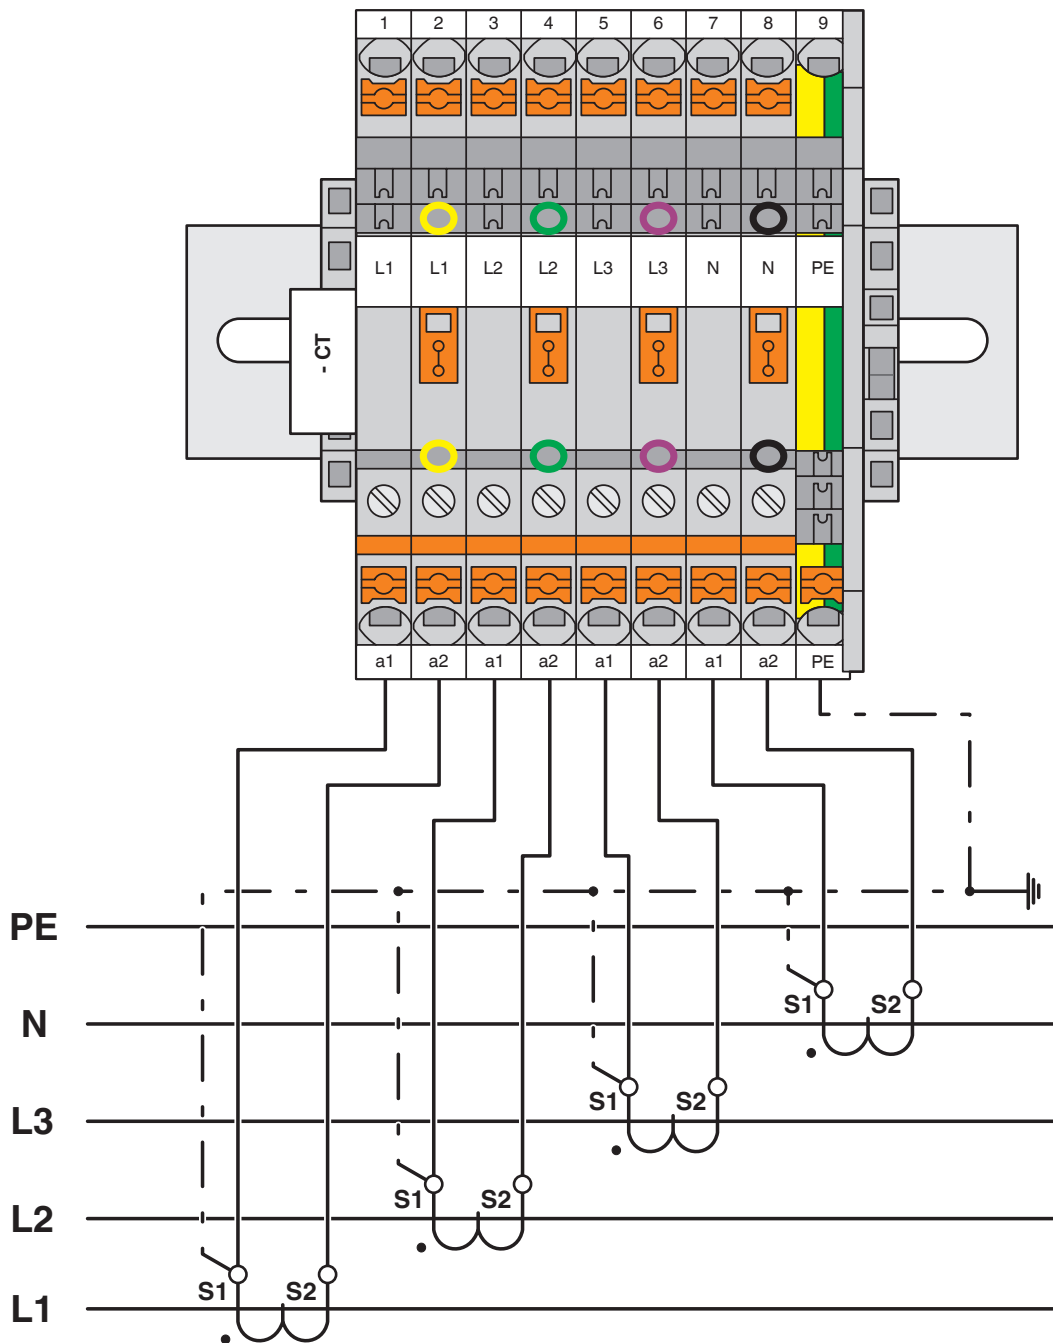 1 2 3 4 5 6 7 8 9
L1 L1 L2 L2 L3 L3 N N PE
- CT
a1 a2 a1 a2 a1 a2 a1 a2 PE
PE
N
S1 S2
L3
S1 S2
L2
S1 S2
L1
S1 S2